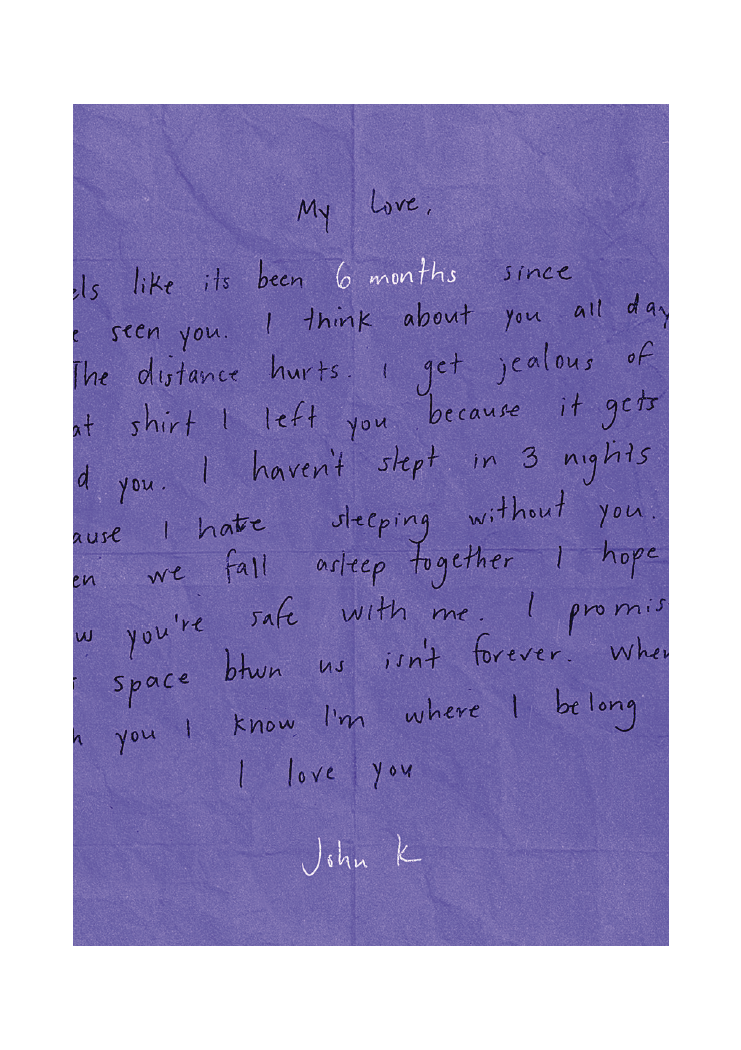 My Love,
els like its been 6 months since
e seen you. I think about you all day
The distance hurts. I get jealous of
at shirt I left you because it gets
d you. I haven't slept in 3 nights
ause I hate sleeping without you.
en we fall asleep together I hope
w you're safe with me. I promis
s space btwn us isn't forever. When
h you I know I'm where I belong
I love you
John K